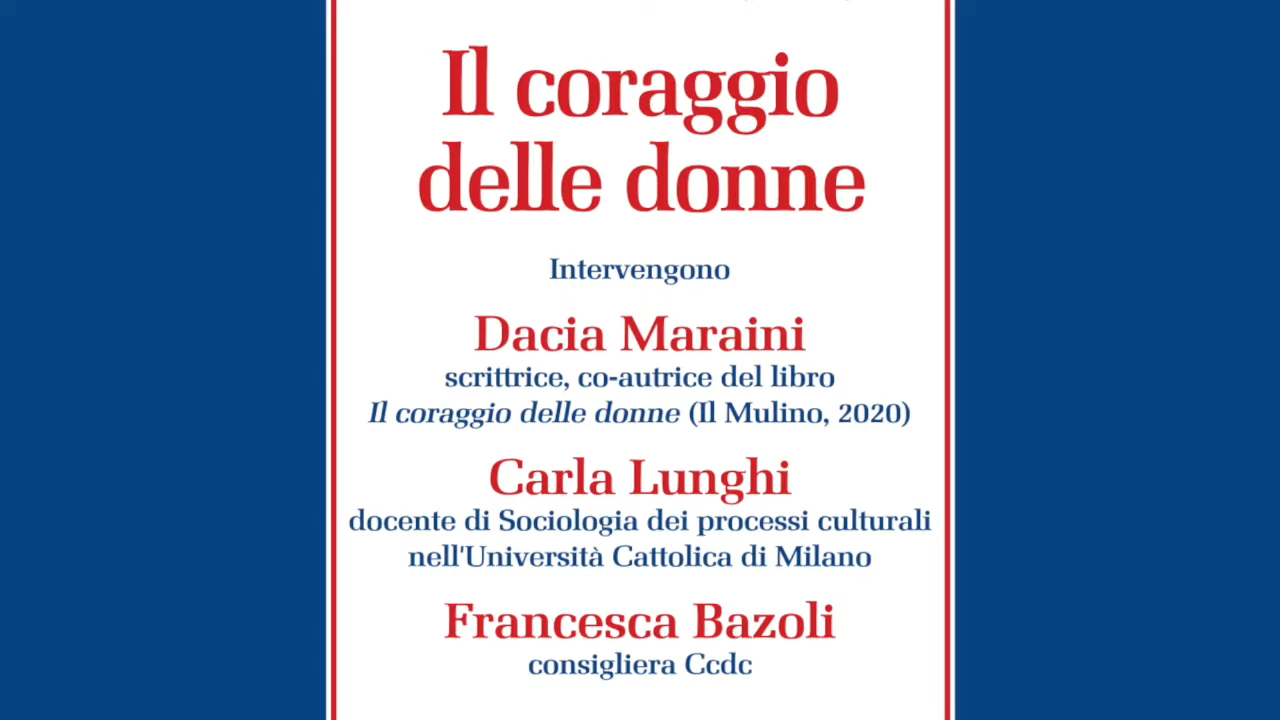 Il coraggio
delle donne
Intervengono
Dacia Maraini
scrittrice, co-autrice del libro
Il coraggio delle donne (Il Mulino, 2020)
Carla Lunghi
docente di Sociologia dei processi culturali
nell'Università Cattolica di Milano
Francesca Bazoli
consigliera Ccdc